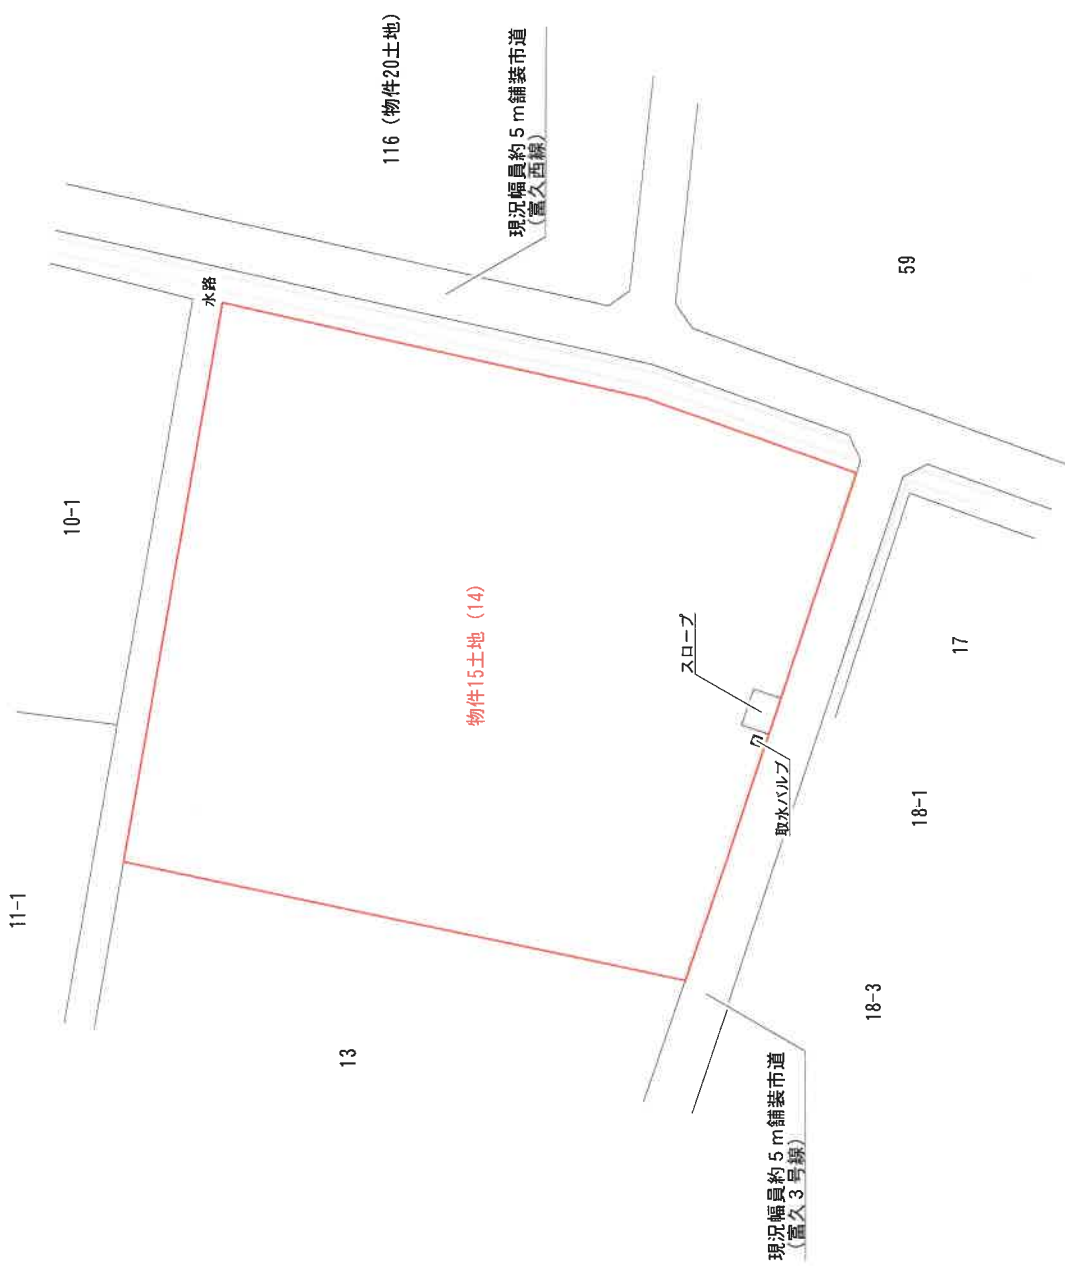 11-1
10-1
水路
116 (物件20土地)
現況幅員約5m舗装市道
(富久西線)
13
物件15土地 (14)
スロープ
取水バルブ
59
17
18-1
18-3
現況幅員約5m舗装市道
(富久3号線)